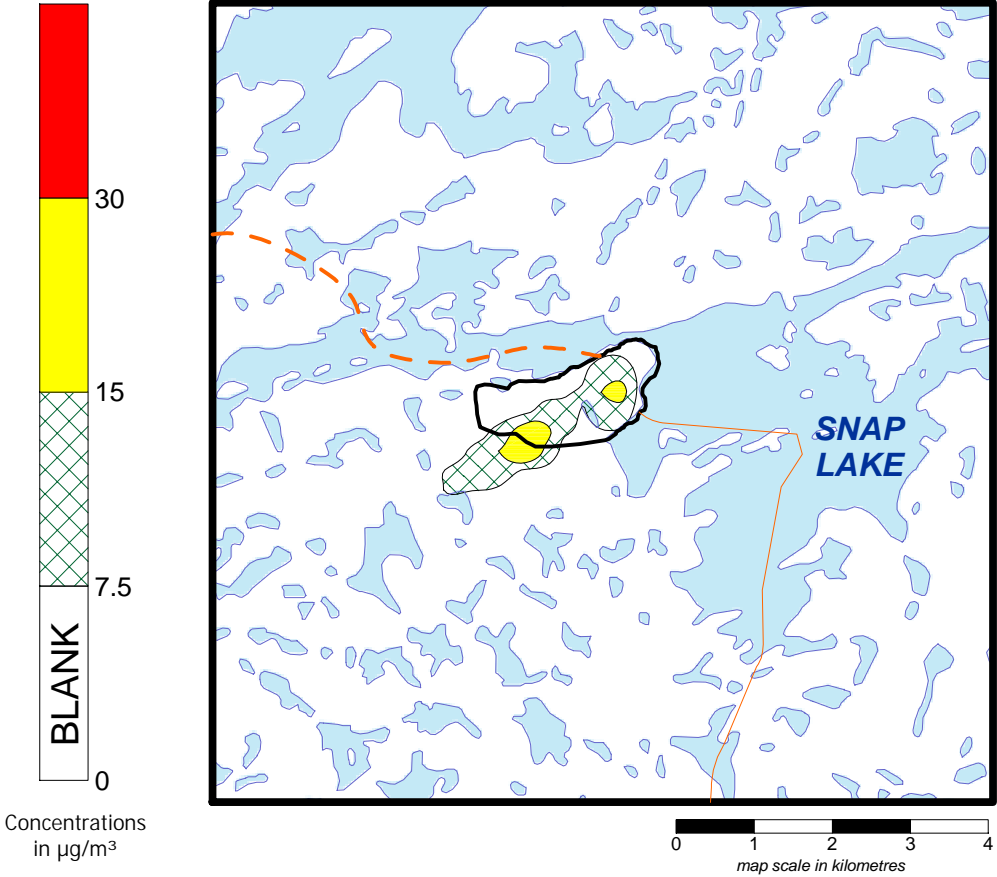 30
15
7.5
BLANK
0
Concentrations
in µg/m³
SNAP
LAKE
0 1 2 3 4
map scale in kilometres